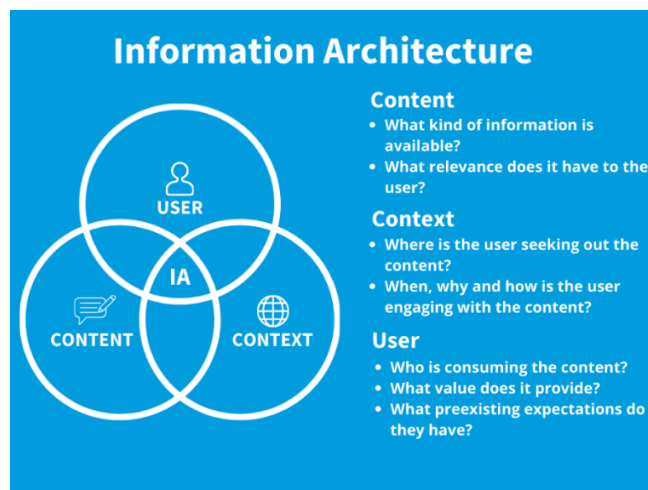 Information Architecture
USER
IA
CONTENT
CONTEXT
Content
• What kind of information is
available?
• What relevance does it have to the
user?
Context
• Where is the user seeking out the
content?
• When, why and how is the user
engaging with the content?
User
• Who is consuming the content?
• What value does it provide?
• What preexisting expectations do
they have?